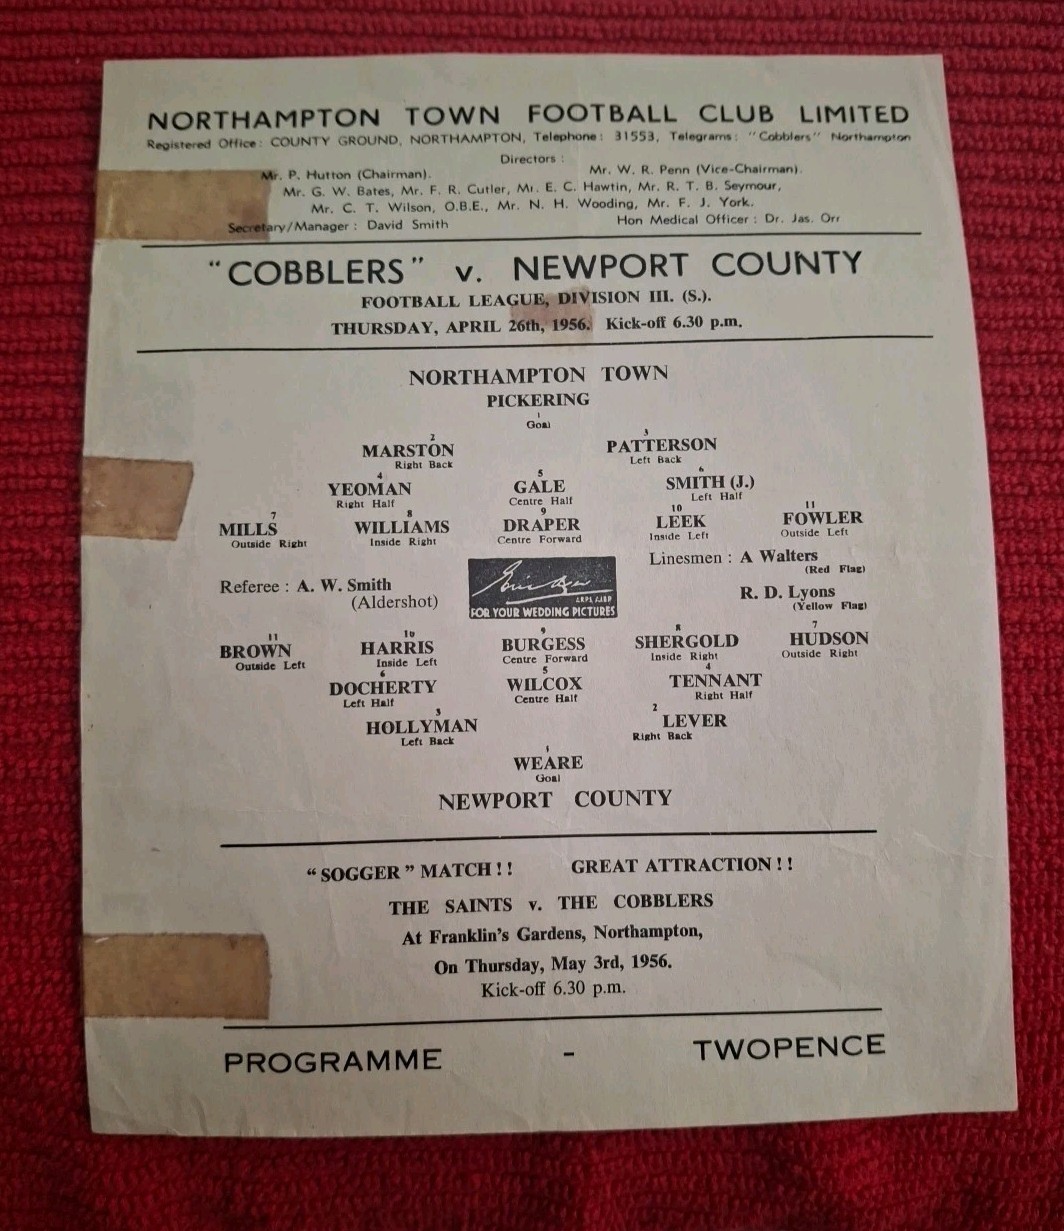 NORTHAMPTON TOWN FOOTBALL CLUB LIMITED
Registered Office: COUNTY GROUND, NORTHAMPTON, Telephone: 31553, Telegrams: "Cobblers" Northampton
Directors:
Mr. P. Hutton (Chairman). Mr. W. R. Penn (Vice-Chairman).
Mr. G. W. Bates, Mr. F. R. Cutler, Mr. E. C. Hawtin, Mr. R. T. B. Seymour,
Mr. C. T. Wilson, O.B.E., Mr. N. H. Wooding, Mr. F. J. York.
Secretary/Manager: David Smith Hon Medical Officer: Dr. Jas. Orr
"COBBLERS" v. NEWPORT COUNTY
FOOTBALL LEAGUE, DIVISION III. (S.).
THURSDAY, APRIL 26th, 1956. Kick-off 6.30 p.m.
NORTHAMPTON TOWN
PICKERING
1
Goal
2 3
MARSTON PATTERSON
Right Back Left Back
4 5 6
YEOMAN GALE SMITH (J.)
Right Half Centre Half Left Half
7 8 9 10 11
MILLS WILLIAMS DRAPER LEEK FOWLER
Outside Right Inside Right Centre Forward Inside Left Outside Left
Linesmen: A Walters
(Red Flag)
Referee: A. W. Smith
(Aldershot)
R. D. Lyons
(Yellow Flag)
FOR YOUR WEDDING PICTURES
11 10 9 8 7
BROWN HARRIS BURGESS SHERGOLD HUDSON
Outside Left Inside Left Centre Forward Inside Right Outside Right
6 5 4
DOCHERTY WILCOX TENNANT
Left Half Centre Half Right Half
3 2
HOLLYMAN LEVER
Left Back Right Back
1
WEARE
Goal
NEWPORT COUNTY
"SOGGER" MATCH!! GREAT ATTRACTION!!
THE SAINTS v. THE COBBLERS
At Franklin's Gardens, Northampton,
On Thursday, May 3rd, 1956.
Kick-off 6.30 p.m.
PROGRAMME - TWOPENCE